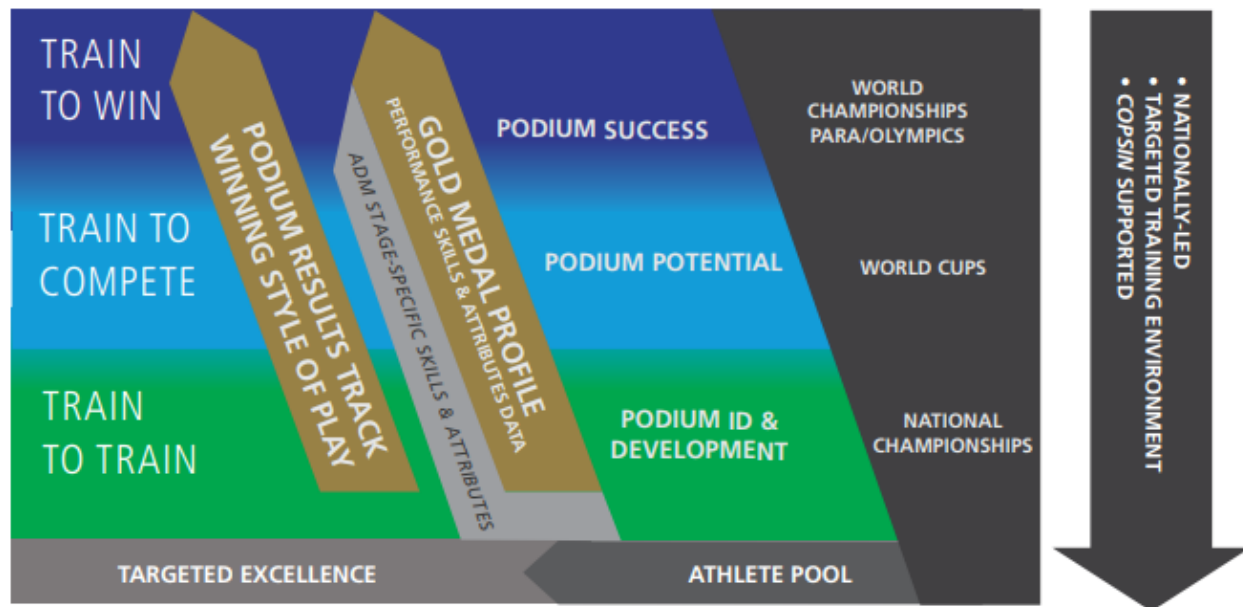 TRAIN
TO WIN
TRAIN TO
COMPETE
TRAIN
TO TRAIN
PODIUM RESULTS TRACK
WINNING STYLE OF PLAY
GOLD MEDAL PROFILE
PERFORMANCE SKILLS & ATTRIBUTES DATA
ADM STAGE-SPECIFIC SKILLS & ATTRIBUTES
PODIUM SUCCESS
PODIUM POTENTIAL
PODIUM ID &
DEVELOPMENT
WORLD
CHAMPIONSHIPS
PARA/OLYMPICS
WORLD CUPS
NATIONAL
CHAMPIONSHIPS
• NATIONALLY-LED
• TARGETED TRAINING ENVIRONMENT
• COPSIN SUPPORTED
TARGETED EXCELLENCE
ATHLETE POOL